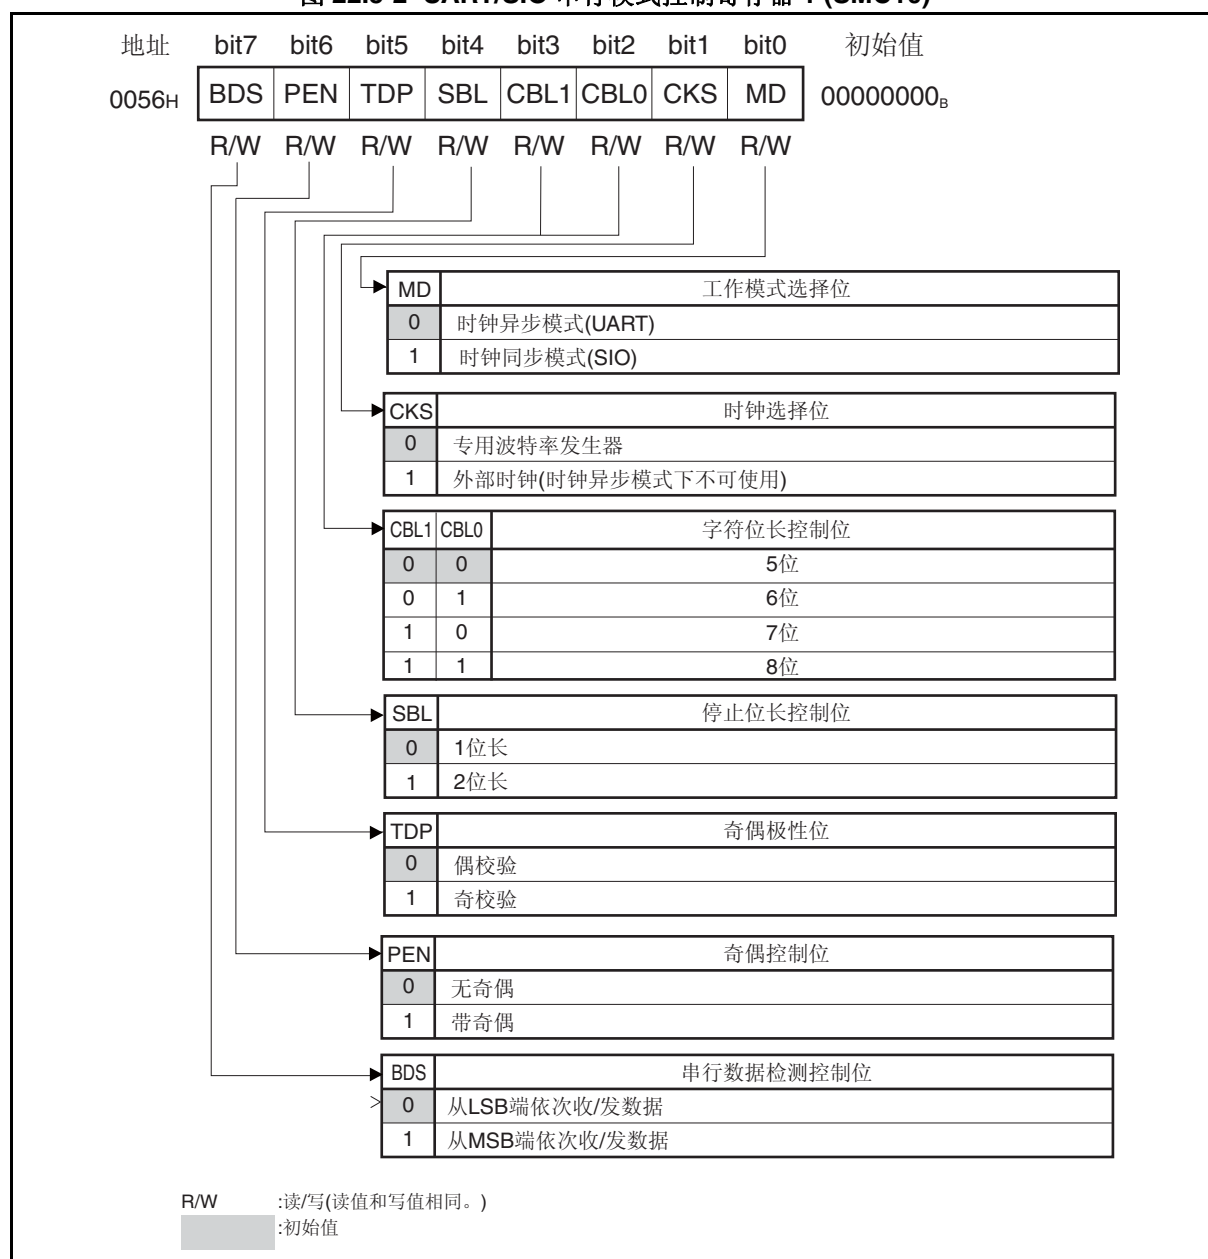 地址 bit7 bit6 bit5 bit4 bit3 bit2 bit1 bit0 初始值
0056H BDS PEN TDP SBL CBL1 CBL0 CKS MD 00000000B
R/W R/W R/W R/W R/W R/W R/W R/W
MD 工作模式选择位
0 时钟异步模式(UART)
1 时钟同步模式(SIO)
CKS 时钟选择位
0 专用波特率发生器
1 外部时钟(时钟异步模式下不可使用)
CBL1 CBL0 字符位长控制位
0 0 5位
0 1 6位
1 0 7位
1 1 8位
SBL 停止位长控制位
0 1位长
1 2位长
TDP 奇偶极性位
0 偶校验
1 奇校验
PEN 奇偶控制位
0 无奇偶
1 带奇偶
BDS 串行数据检测控制位
> 0 从LSB端依次收/发数据
1 从MSB端依次收/发数据
R/W :读/写(读值和写值相同。)
:初始值